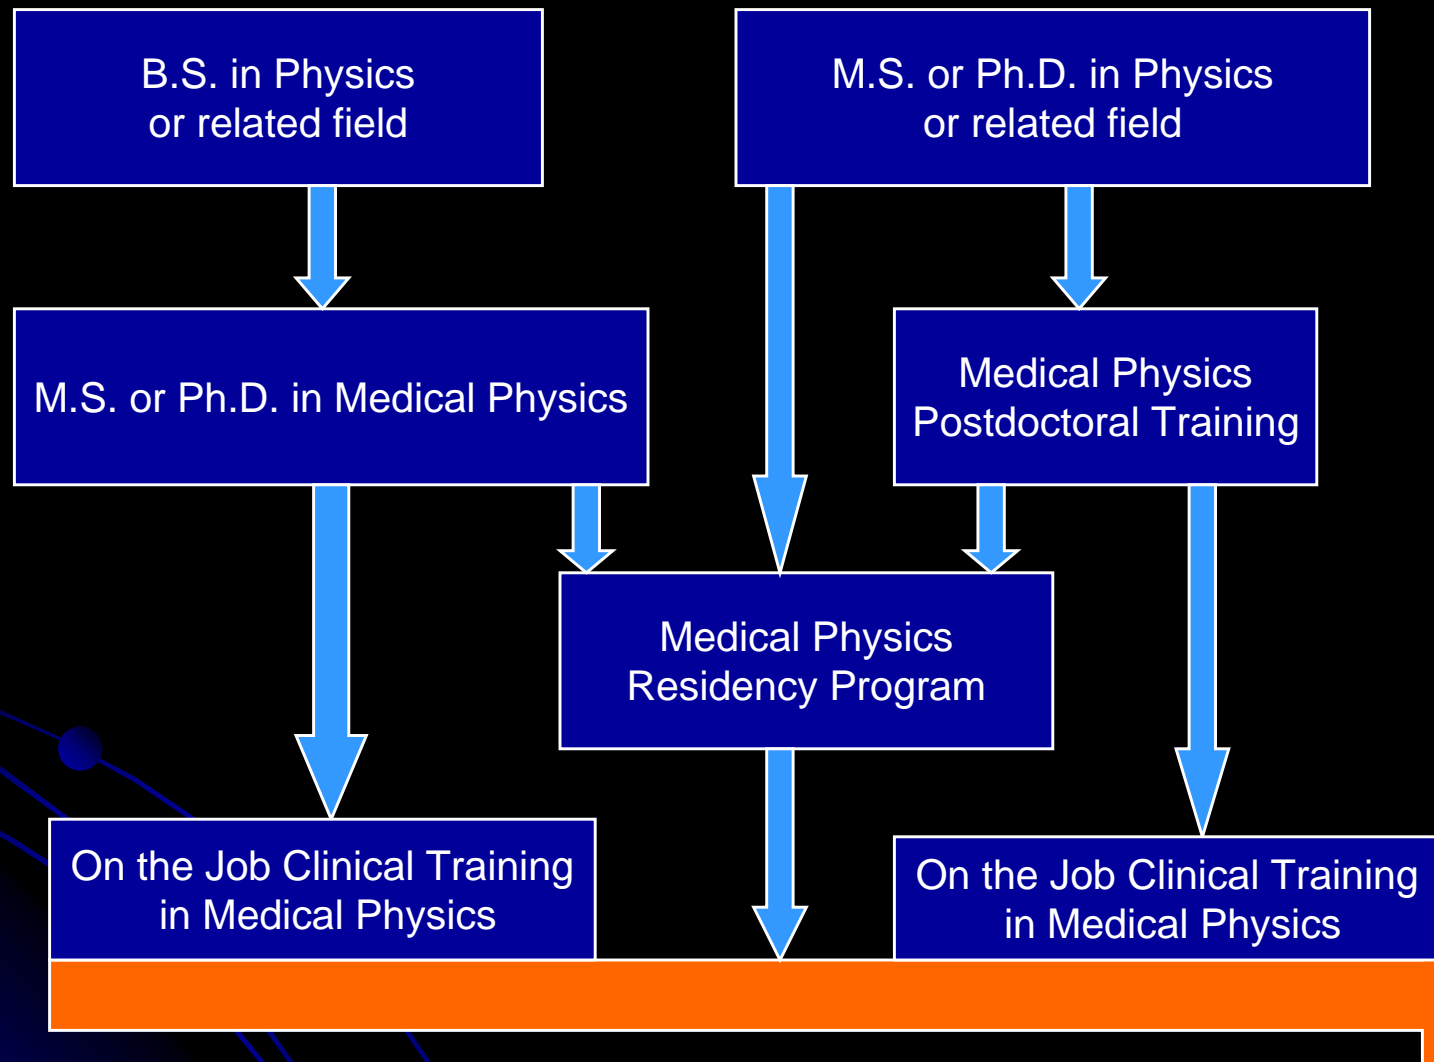 B.S. in Physics
or related field
M.S. or Ph.D. in Physics
or related field
M.S. or Ph.D. in Medical Physics
Medical Physics
Postdoctoral Training
Medical Physics
Residency Program
On the Job Clinical Training
in Medical Physics
On the Job Clinical Training
in Medical Physics